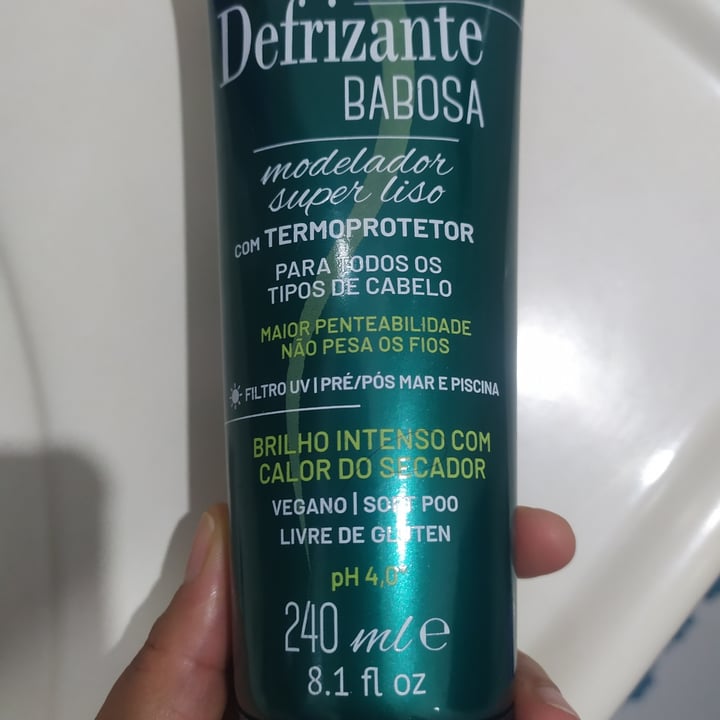 Defrizante
BABOSA
modelador
super liso
COM TERMOPROTETOR
PARA TODOS OS
TIPOS DE CABELO
MAIOR PENTEABILIDADE
NÃO PESA OS FIOS
FILTRO UV | PRÉ/PÓS MAR E PISCINA
BRILHO INTENSO COM
CALOR DO SECADOR
VEGANO | SOFT POO
LIVRE DE GLÚTEN
pH 4,0*
240 ml e
8.1 fl oz